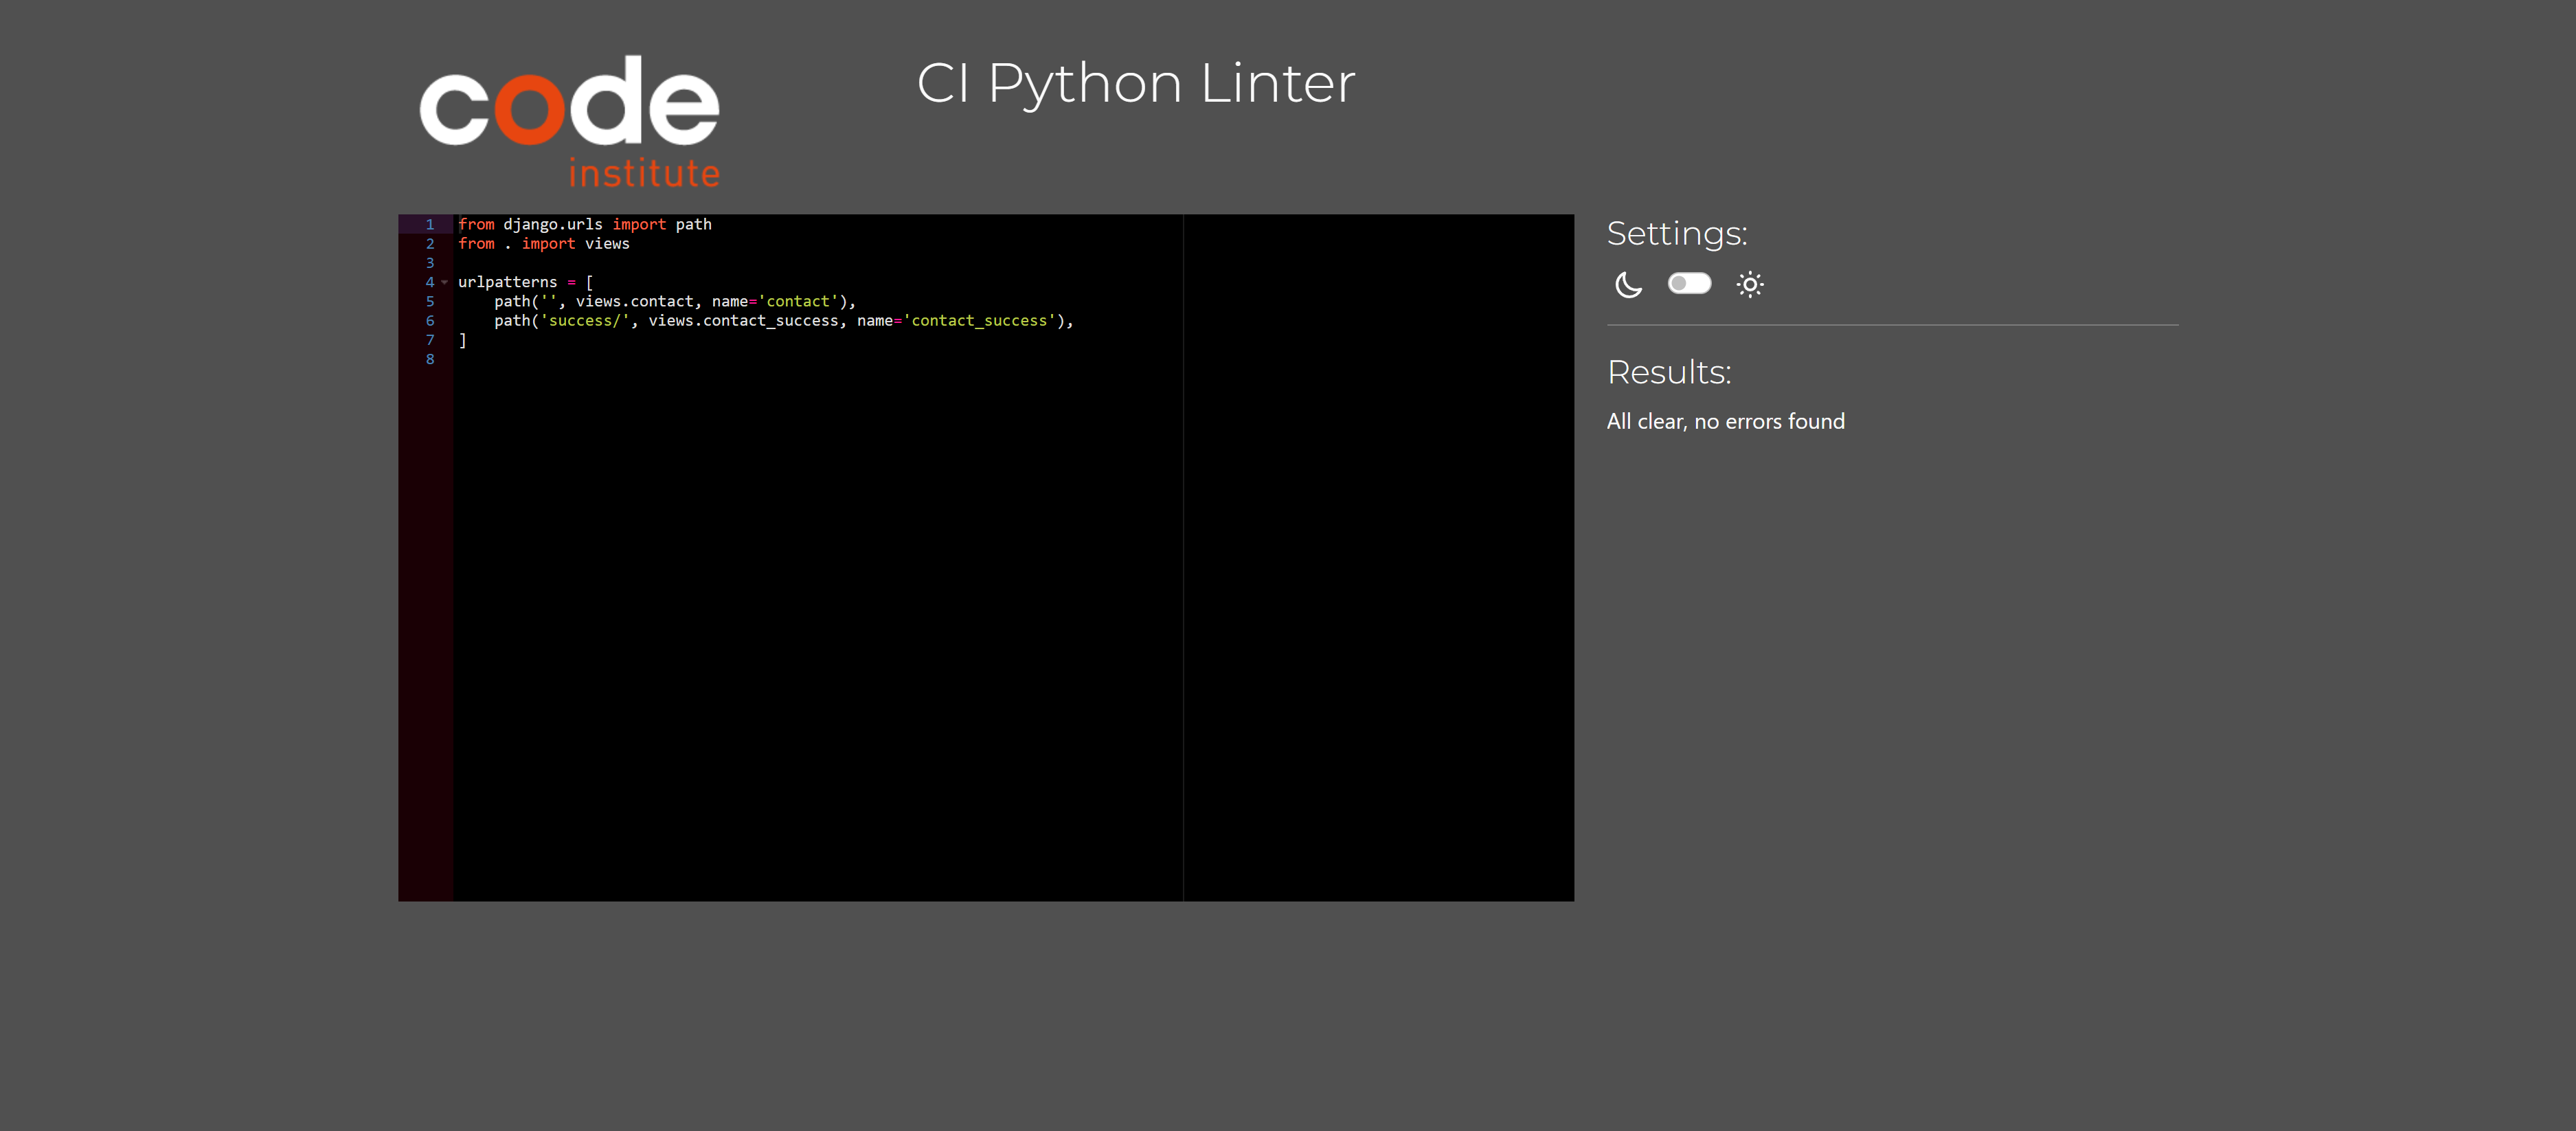 code
institute
CI Python Linter
1 from django.urls import path
2 from . import views
3
4 urlpatterns = [
5     path('', views.contact, name='contact'),
6     path('success/', views.contact_success, name='contact_success'),
7 ]
8
Settings:
Results:
All clear, no errors found